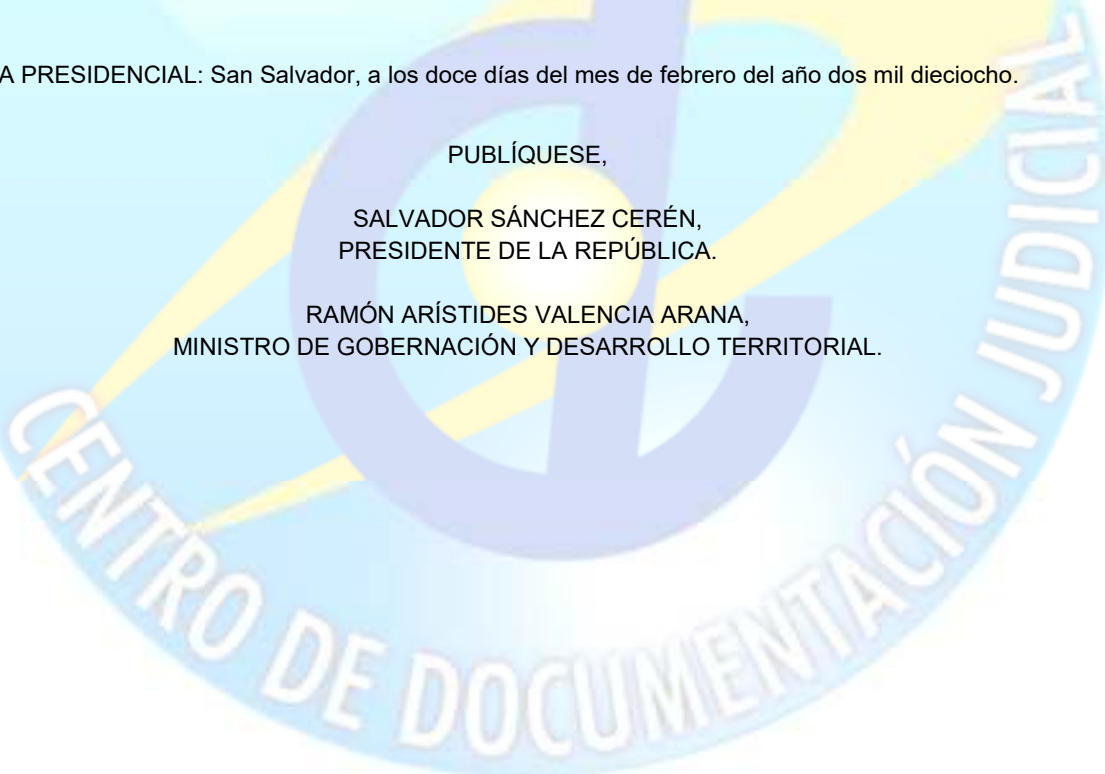 A PRESIDENCIAL: San Salvador, a los doce días del mes de febrero del año dos mil dieciocho.
PUBLÍQUESE,
SALVADOR SÁNCHEZ CERÉN,
PRESIDENTE DE LA REPÚBLICA.
RAMÓN ARÍSTIDES VALENCIA ARANA,
MINISTRO DE GOBERNACIÓN Y DESARROLLO TERRITORIAL.
CENTRO DE DOCUMENTACIÓN JUDICIAL